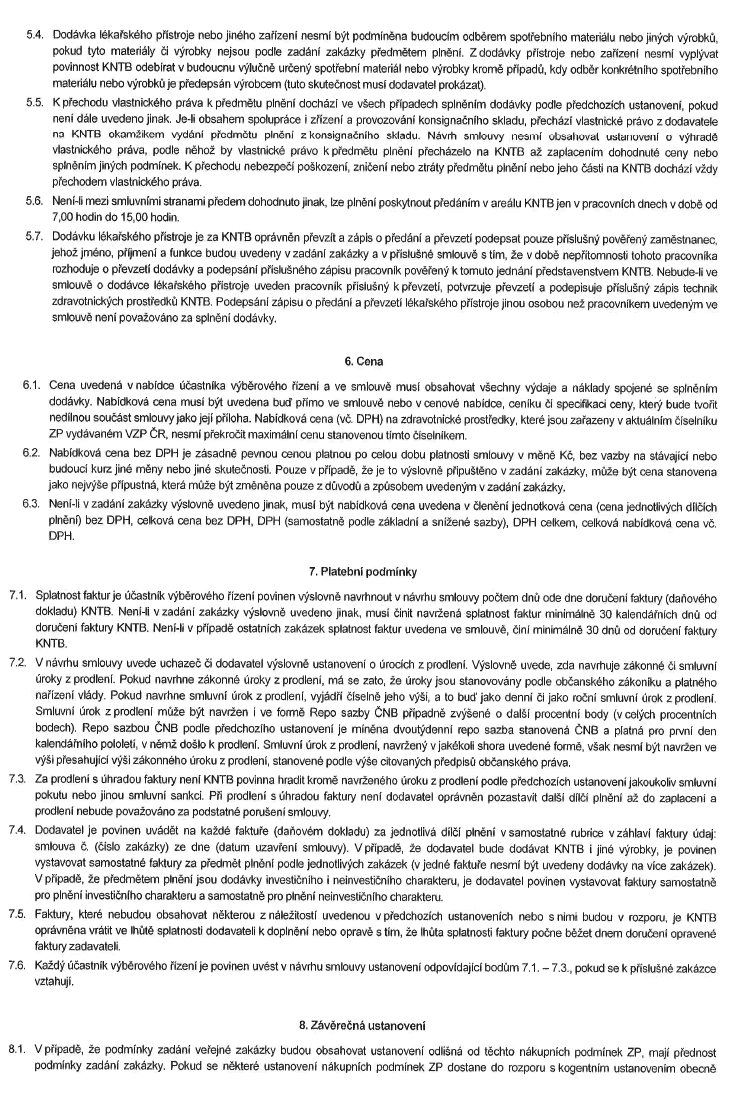 5.4. Dodávka lékařského přístroje nebo jiného zařízení nesmí být podmíněna budoucím odběrem spotřebního materiálu nebo jiných výrobků,
pokud tyto materiály či výrobky nejsou podle zadání zakázky předmětem plnění. Z dodávky přístroje nebo zařízení nesmí vyplývat
povinnost KNTB odebírat v budoucnu výlučně určený spotřební materiál nebo výrobky kromě případů, kdy odběr konkrétního spotřebního
materiálu nebo výrobků je předepsán výrobcem (tuto skutečnost musí dodavatel prokázat).
5.5. K přechodu vlastnického práva k předmětu plnění dochází ve všech případech splněním dodávky podle předchozích ustanovení, pokud
není dále uvedeno jinak. Je-li obsahem spolupráce i zřízení a provozování konsignačního skladu, přechází vlastnické právo z dodavatele
na KNTB okamžikem vydání předmětu plnění z konsignačního skladu. Návrh smlouvy nesmí obsahovat ustanovení o výhradě
vlastnického práva, podle něhož by vlastnické právo k předmětu plnění přecházelo na KNTB až zaplacením dohodnuté ceny nebo
splněním jiných podmínek. K přechodu nebezpečí poškození, zničení nebo ztráty předmětu plnění nebo jeho části na KNTB dochází vždy
přechodem vlastnického práva.
5.6. Není-li mezi smluvními stranami předem dohodnuto jinak, lze plnění poskytnout předáním v areálu KNTB jen v pracovních dnech v době od
7,00 hodin do 15,00 hodin.
5.7. Dodávku lékařského přístroje je za KNTB oprávněn převzít a zápis o předání a převzetí podepsat pouze příslušný pověřený zaměstnanec,
jehož jméno, příjmení a funkce budou uvedeny v zadání zakázky a v příslušné smlouvě s tím, že v době nepřítomnosti tohoto pracovníka
rozhoduje o převzetí dodávky a podepsání příslušného zápisu pracovník pověřený k tomuto jednání představenstvem KNTB. Nebude-li ve
smlouvě o dodávce lékařského přístroje uveden pracovník příslušný k převzetí, potvrzuje převzetí a podepisuje příslušný zápis technik
zdravotnických prostředků KNTB. Podepsání zápisu o předání a převzetí lékařského přístroje jinou osobou než pracovníkem uvedeným ve
smlouvě není považováno za splnění dodávky.
6. Cena
6.1. Cena uvedená v nabídce účastníka výběrového řízení a ve smlouvě musí obsahovat všechny výdaje a náklady spojené se splněním
dodávky. Nabídková cena musí být uvedena buď přímo ve smlouvě nebo v cenové nabídce, ceníku či specifikaci ceny, který bude tvořit
nedílnou součást smlouvy jako její příloha. Nabídková cena (vč. DPH) na zdravotnické prostředky, které jsou zařazeny v aktuálním číselníku
ZP vydávaném VZP ČR, nesmí překročit maximální cenu stanovenou tímto číselníkem.
6.2. Nabídková cena bez DPH je zásadně pevnou cenou platnou po celou dobu platnosti smlouvy v měně Kč, bez vazby na stávající nebo
budoucí kurz jiné měny nebo jiné skutečnosti. Pouze v případě, že je to výslovně připuštěno v zadání zakázky, může být cena stanovena
jako nejvýše přípustná, která může být změněna pouze z důvodů a způsobem uvedeným v zadání zakázky.
6.3. Není-li v zadání zakázky výslovně uvedeno jinak, musí být nabídková cena uvedena v členění jednotková cena (cena jednotlivých dílčích
plnění) bez DPH, celková cena bez DPH, DPH (samostatně podle základní a snížené sazby), DPH celkem, celková nabídková cena vč.
DPH.
7. Platební podmínky
7.1. Splatnost faktur je účastník výběrového řízení povinen výslovně navrhnout v návrhu smlouvy počtem dnů ode dne doručení faktury (daňového
dokladu) KNTB. Není-li v zadání zakázky výslovně uvedeno jinak, musí činit navržená splatnost faktur minimálně 30 kalendářních dnů od
doručení faktury KNTB. Není-li v případě ostatních zakázek splatnost faktur uvedena ve smlouvě, činí minimálně 30 dnů od doručení faktury
KNTB.
7.2. V návrhu smlouvy uvede uchazeč či dodavatel výslovně ustanovení o úrocích z prodlení. Výslovně uvede, zda navrhuje zákonné či smluvní
úroky z prodlení. Pokud navrhne zákonné úroky z prodlení, má se zato, že úroky jsou stanovovány podle občanského zákoníku a platného
nařízení vlády. Pokud navrhne smluvní úrok z prodlení, vyjádří číselně jeho výši, a to buď jako denní či jako roční smluvní úrok z prodlení.
Smluvní úrok z prodlení může být navržen i ve formě Repo sazby ČNB případně zvýšené o další procentní body (v celých procentních
bodech). Repo sazbou ČNB podle předchozího ustanovení je míněna dvoutýdenní repo sazba stanovená ČNB a platná pro první den
kalendářního pololetí, v němž došlo k prodlení. Smluvní úrok z prodlení, navržený v jakékoli shora uvedené formě, však nesmí být navržen ve
výši přesahující výši zákonného úroku z prodlení, stanovené podle výše citovaných předpisů občanského práva.
7.3. Za prodlení s úhradou faktury není KNTB povinna hradit kromě navrženého úroku z prodlení podle předchozích ustanovení jakoukoliv smluvní
pokutu nebo jinou smluvní sankci. Při prodlení s úhradou faktury není dodavatel oprávněn pozastavit další dílčí plnění až do zaplacení a
prodlení nebude považováno za podstatné porušení smlouvy.
7.4. Dodavatel je povinen uvádět na každé faktuře (daňovém dokladu) za jednotlivá dílčí plnění v samostatné rubrice v záhlaví faktury údaj:
smlouva č. (číslo zakázky) ze dne (datum uzavření smlouvy). V případě, že dodavatel bude dodávat KNTB i jiné výrobky, je povinen
vystavovat samostatné faktury za předmět plnění podle jednotlivých zakázek (v jedné faktuře nesmí být uvedeny dodávky na více zakázek).
V případě, že předmětem plnění jsou dodávky investičního i neinvestičního charakteru, je dodavatel povinen vystavovat faktury samostatně
pro plnění investičního charakteru a samostatně pro plnění neinvestičního charakteru.
7.5. Faktury, které nebudou obsahovat některou z náležitostí uvedenou v předchozích ustanoveních nebo s nimi budou v rozporu, je KNTB
oprávněna vrátit ve lhůtě splatnosti dodavateli k doplnění nebo opravě s tím, že lhůta splatnosti faktury počne běžet dnem doručení opravené
faktury zadavateli.
7.6. Každý účastník výběrového řízení je povinen uvést v návrhu smlouvy ustanovení odpovídající bodům 7.1. – 7.3., pokud se k příslušné zakázce
vztahují.
8. Závěrečná ustanovení
8.1. V případě, že podmínky zadání veřejné zakázky budou obsahovat ustanovení odlišná od těchto nákupních podmínek ZP, mají přednost
podmínky zadání zakázky. Pokud se některé ustanovení nákupních podmínek ZP dostane do rozporu s kogentním ustanovením obecně